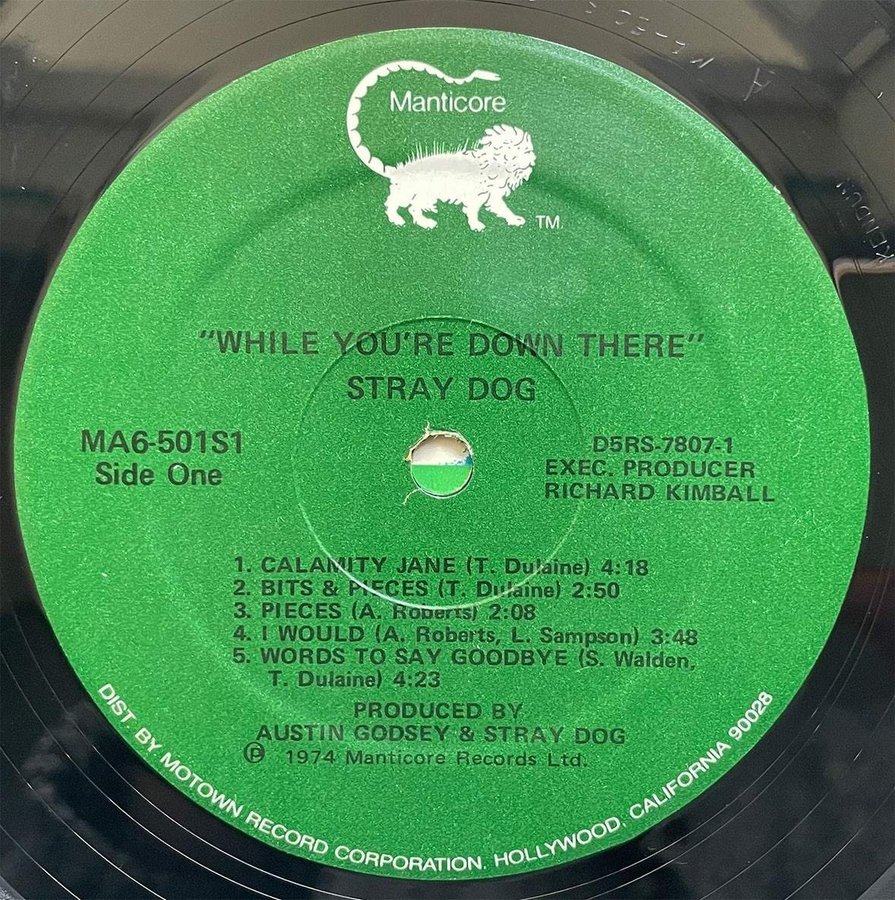 Manticore
TM
"WHILE YOU'RE DOWN THERE"
STRAY DOG
MA6-501S1
Side One
D5RS-7807-1
EXEC. PRODUCER
RICHARD KIMBALL
1. CALAMITY JANE (T. Dulaine) 4:18
2. BITS & PIECES (T. Dulaine) 2:50
3. PIECES (A. Roberts) 2:08
4. I WOULD (A. Roberts, L. Sampson) 3:48
5. WORDS TO SAY GOODBYE (S. Walden,
T. Dulaine) 4:23
PRODUCED BY
AUSTIN GODSEY & STRAY DOG
℗ 1974 Manticore Records Ltd.
DIST. BY MOTOWN RECORD CORPORATION, HOLLYWOOD, CALIFORNIA 90028
KENDUN